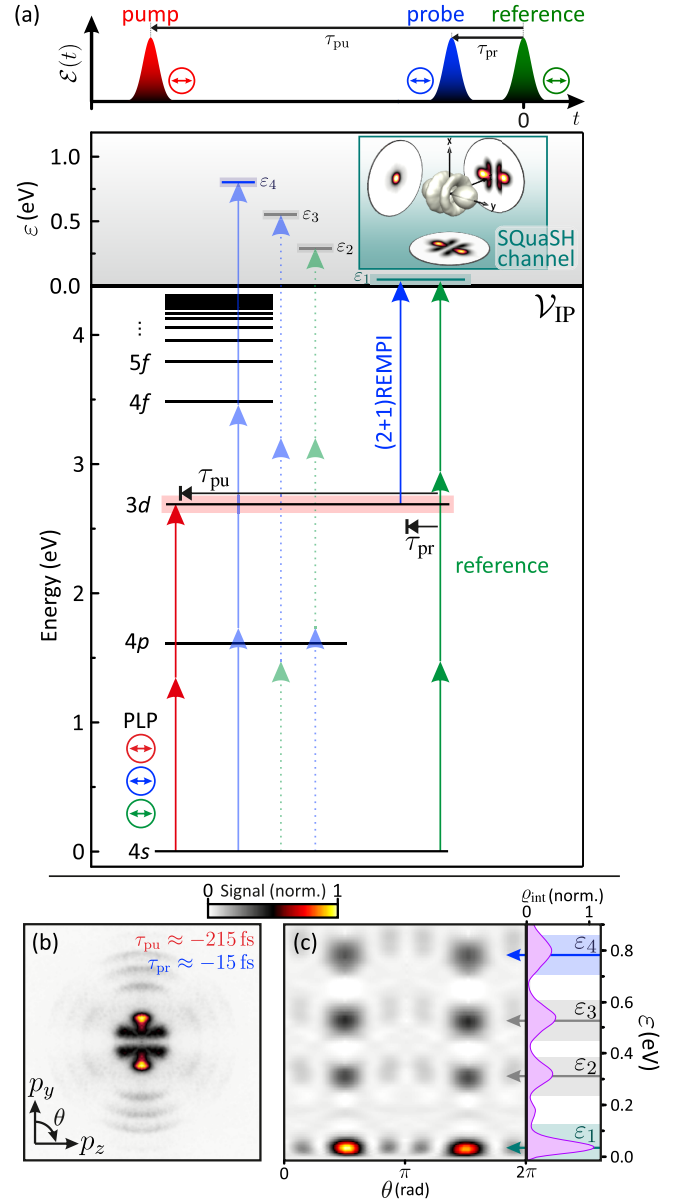 (a)
pump
probe
reference
τpu
τpr
ℰ(t)
0
t
1.0
0.5
0.0
ε (eV)
ε4
ε3
ε2
ε1
x
y
SQuaSH
channel
𝒱IP
4
3
2
1
0
Energy (eV)
⋮
5f
4f
3d
4p
4s
τpu
τpr
(2+1)REMPI
reference
PLP
0 Signal (norm.) 1
ϱint (norm.)
0 1
(b)
τpu ≈ −215 fs
τpr ≈ −15 fs
py
θ
pz
(c)
ε4
ε3
ε2
ε1
0.8
0.6
0.4
0.2
0.0
ε (eV)
0 π 2π
θ (rad)